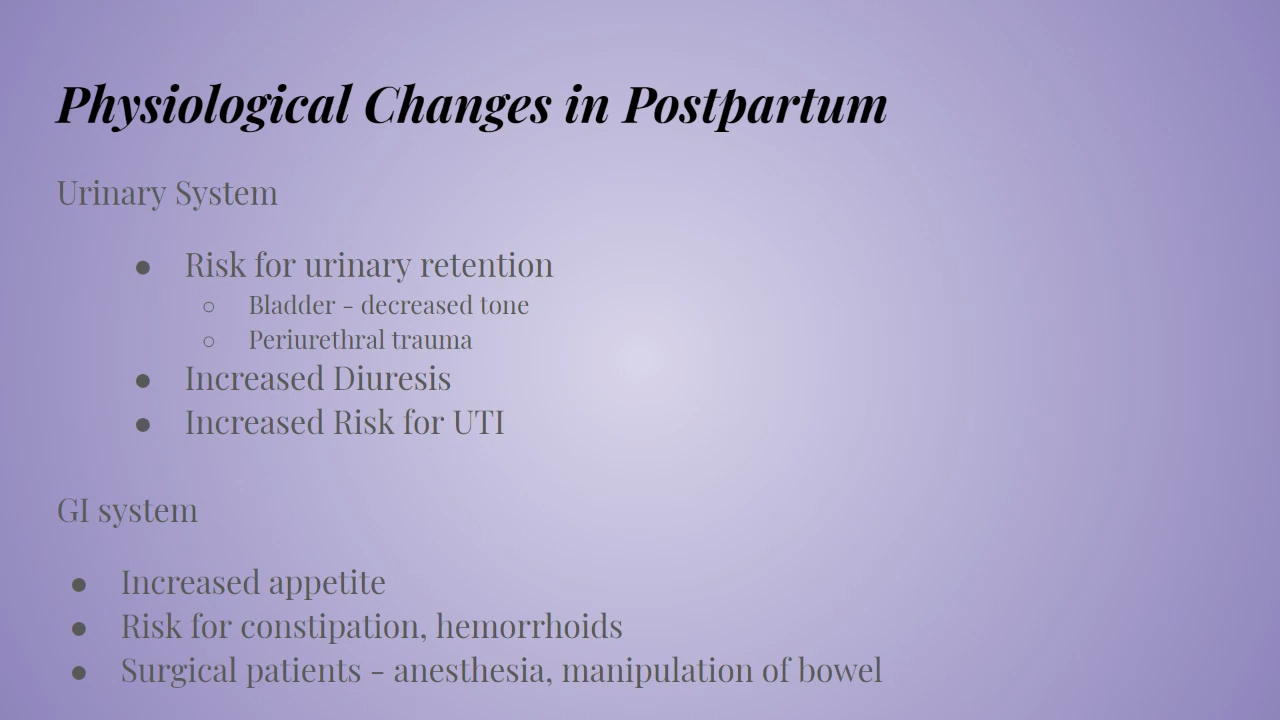 Physiological Changes in Postpartum
Urinary System
● Risk for urinary retention
○ Bladder - decreased tone
○ Periurethral trauma
● Increased Diuresis
● Increased Risk for UTI
GI system
● Increased appetite
● Risk for constipation, hemorrhoids
● Surgical patients - anesthesia, manipulation of bowel